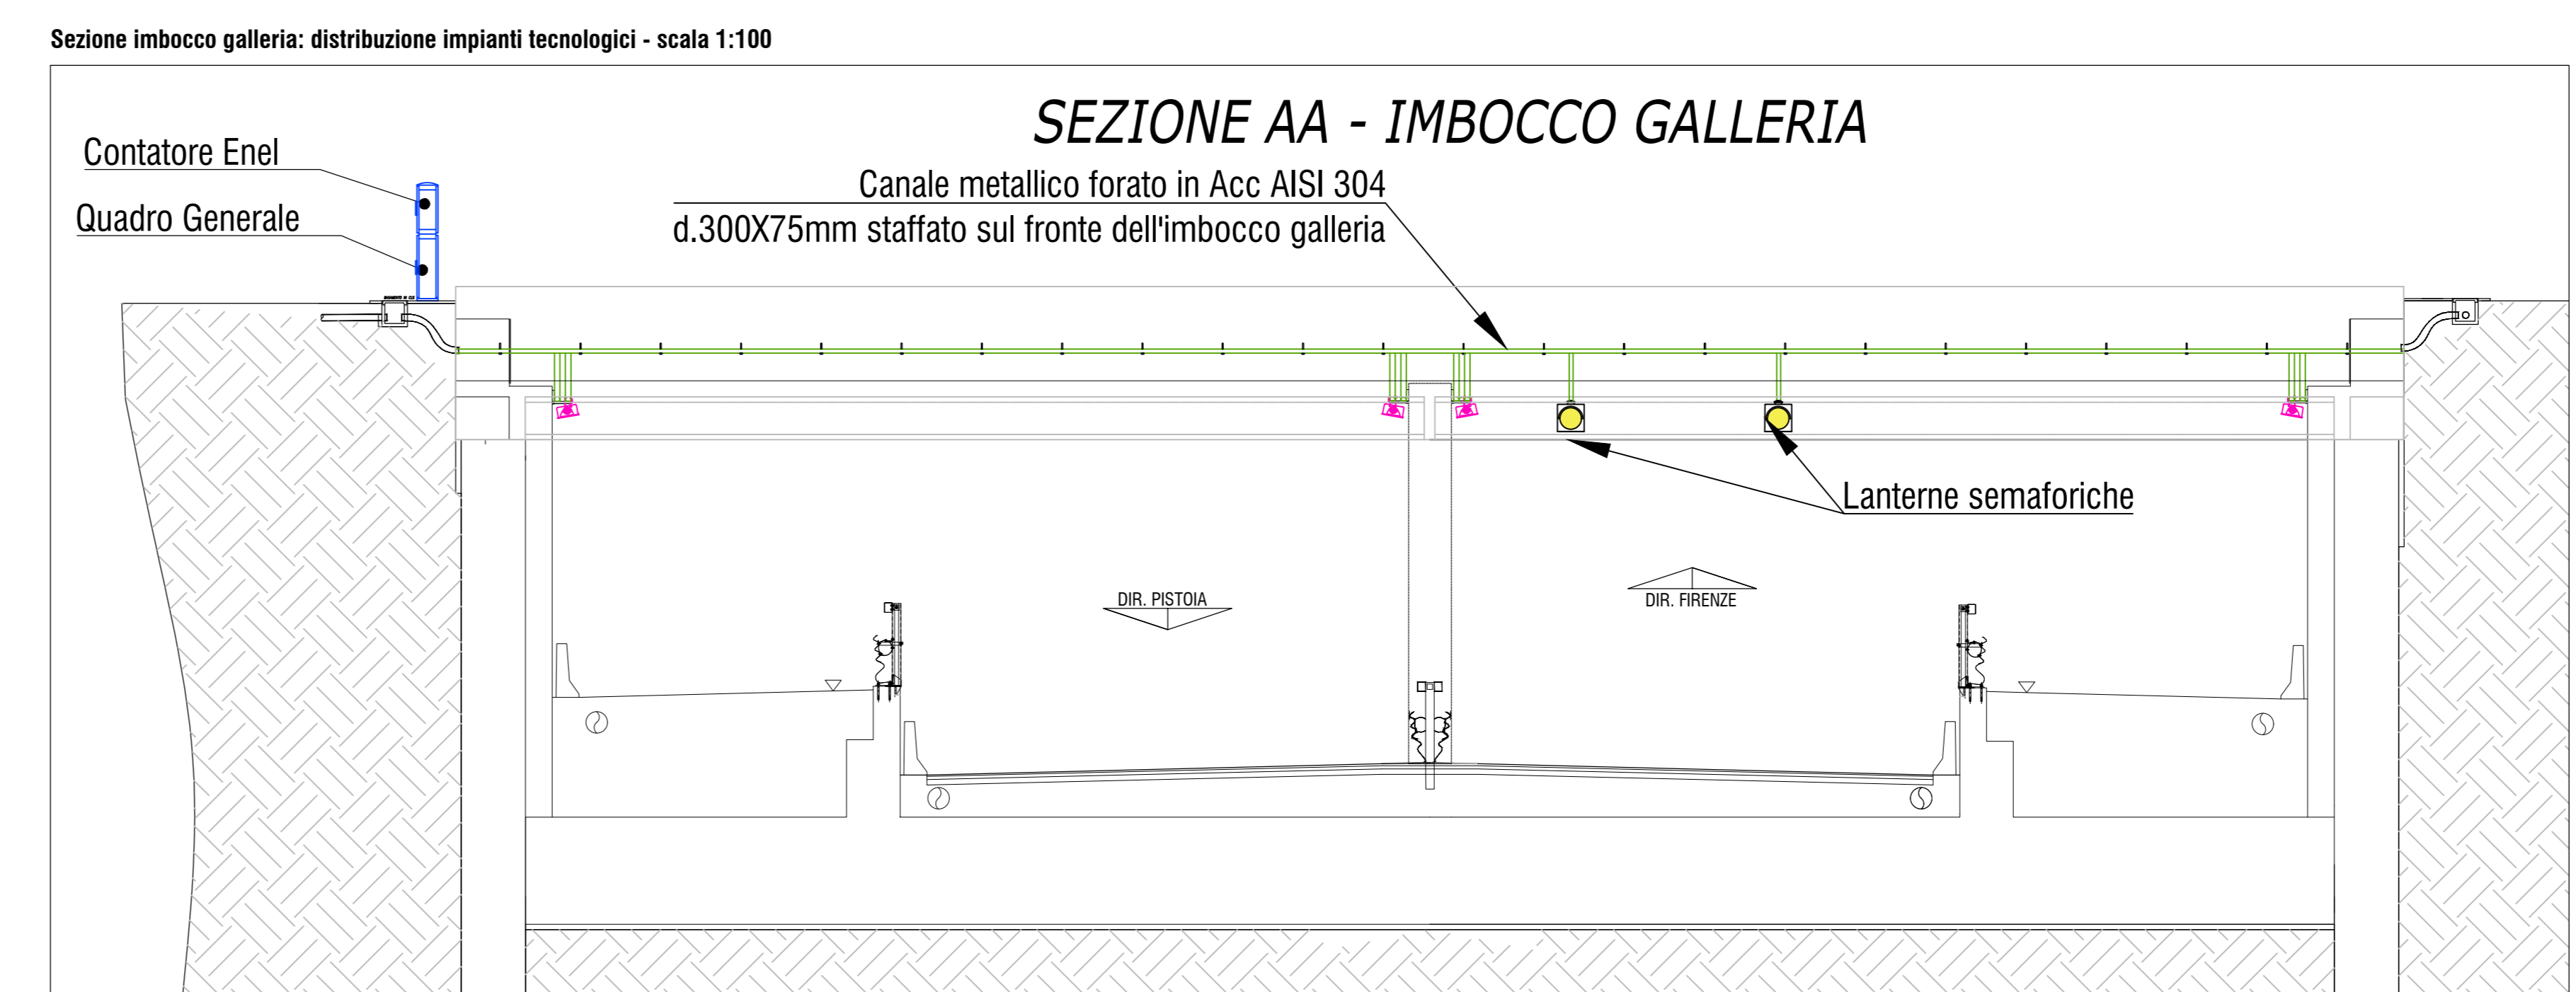 Sezione imbocco galleria: distribuzione impianti tecnologici - scala 1:100
SEZIONE AA - IMBOCCO GALLERIA
Contatore Enel
Canale metallico forato in Acc AISI 304
Quadro Generale
d.300X75mm staffato sul fronte dell'imbocco galleria
Lanterne semaforiche
DIR. PISTOIA
DIR. FIRENZE